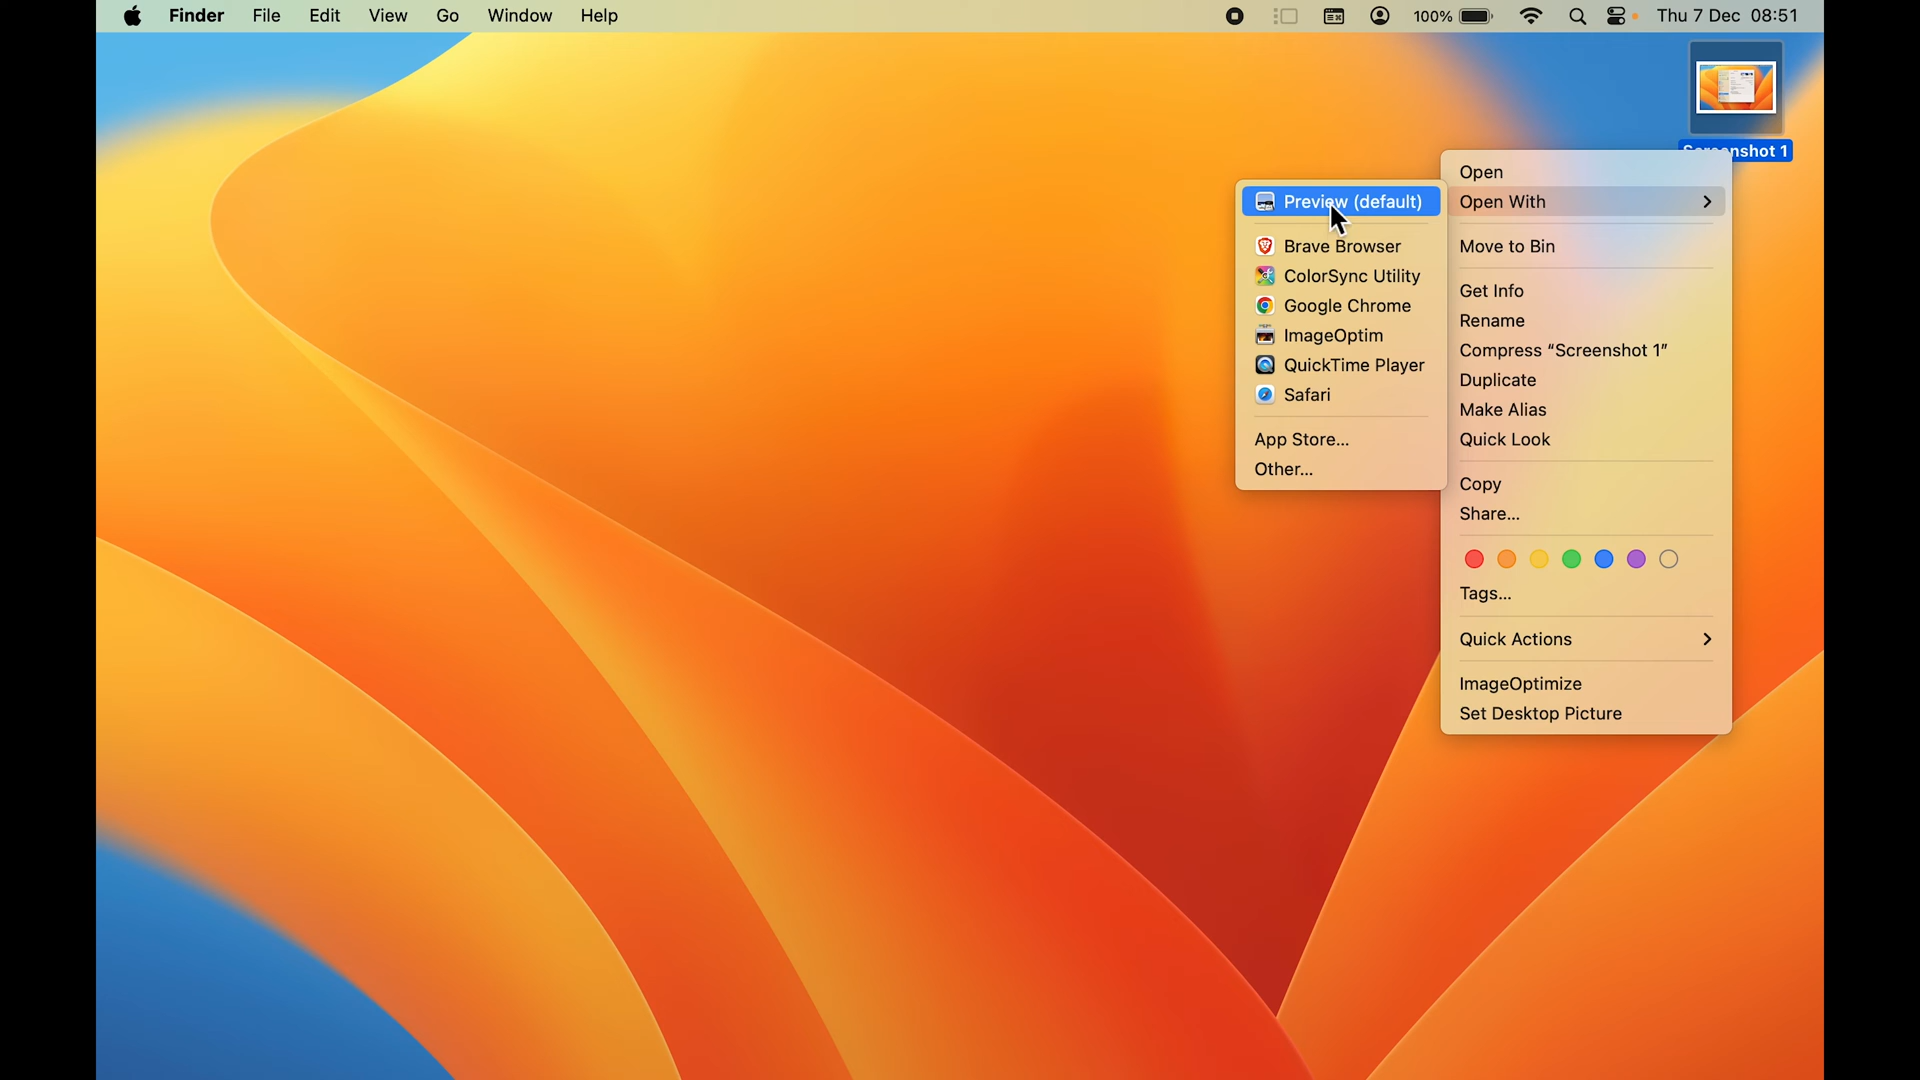 Finder File Edit View Go Window Help 100% Thu 7 Dec 08:51
Screenshot 1
Open
Open With
Move to Bin
Get Info
Rename
Compress “Screenshot 1”
Duplicate
Make Alias
Quick Look
Copy
Share...
Tags...
Quick Actions
ImageOptimize
Set Desktop Picture
Preview (default)
Brave Browser
ColorSync Utility
Google Chrome
ImageOptim
QuickTime Player
Safari
App Store...
Other...